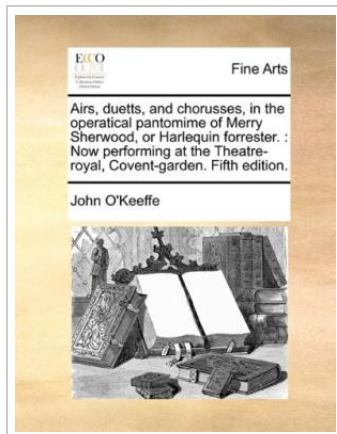 ECCO
Fine Arts
Airs, duetts, and chorusses, in the
operatical pantomime of Merry
Sherwood, or Harlequin forrester. :
Now performing at the Theatre-
royal, Covent-garden. Fifth edition.
John O'Keeffe